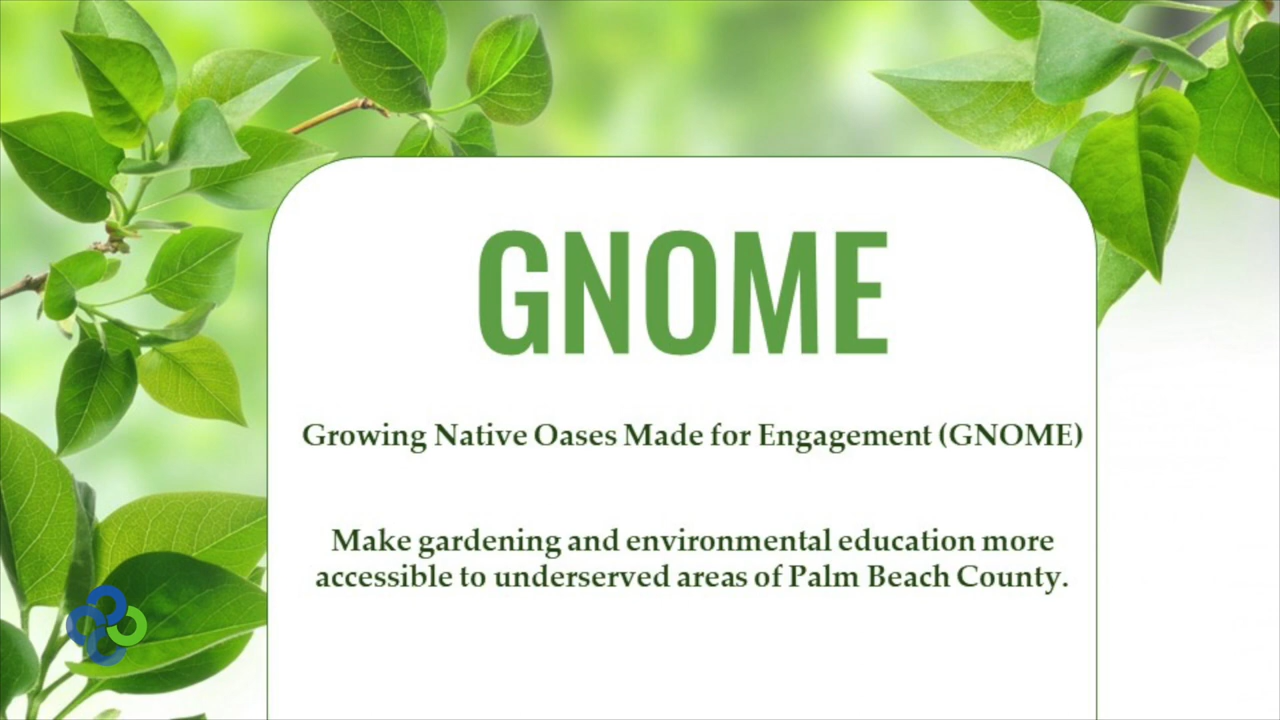 GNOME
Growing Native Oases Made for Engagement (GNOME)
Make gardening and environmental education more
accessible to underserved areas of Palm Beach County.